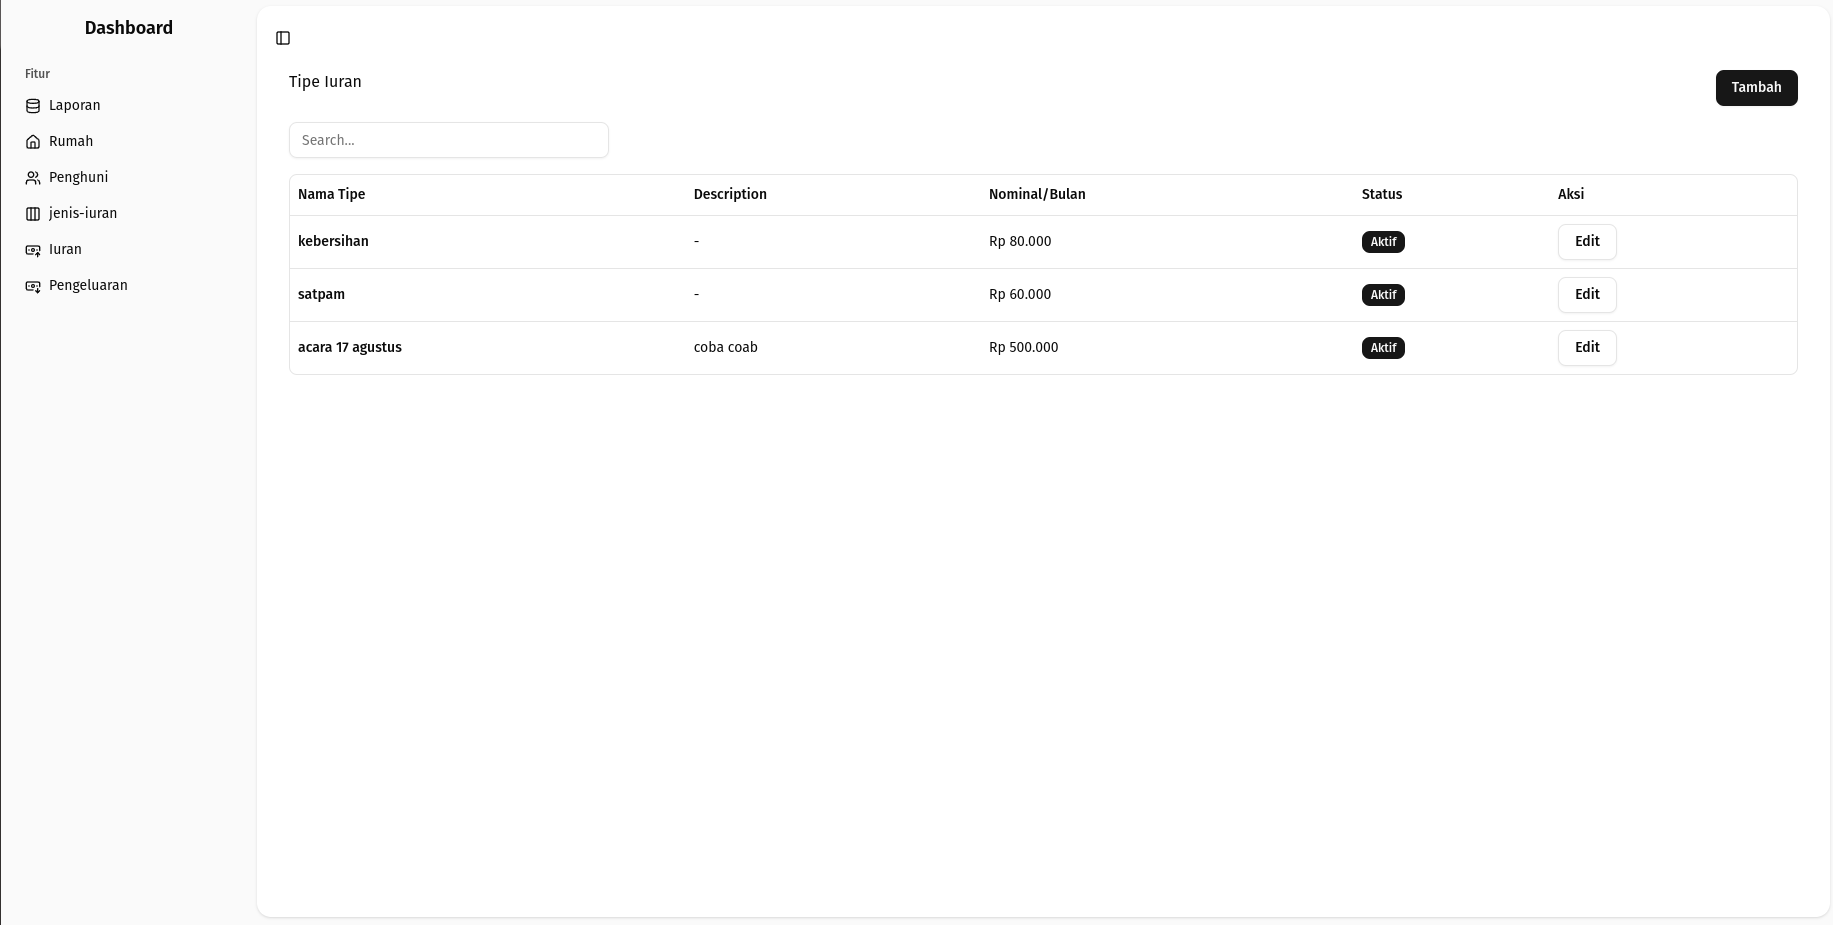 Dashboard
Fitur
Laporan
Rumah
Penghuni
jenis-iuran
Iuran
Pengeluaran
Tipe Iuran
Tambah
Search...
Nama Tipe Description Nominal/Bulan Status Aksi
kebersihan - Rp 80.000 Aktif Edit
satpam - Rp 60.000 Aktif Edit
acara 17 agustus coba coab Rp 500.000 Aktif Edit